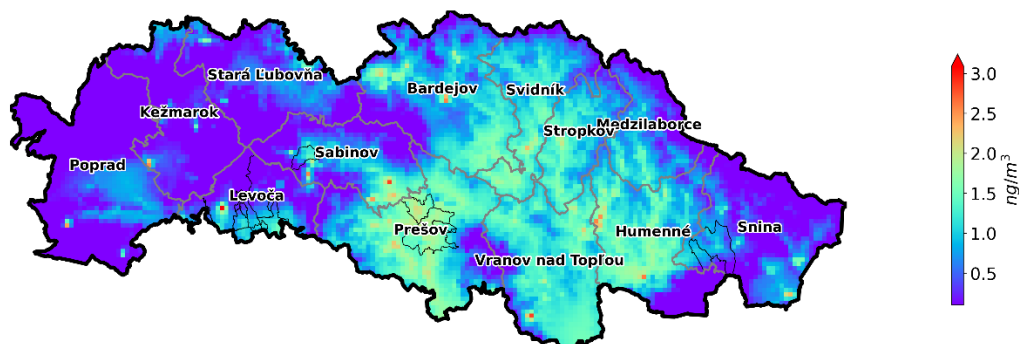 Stará Ľubovňa
Bardejov
Svidník
Kežmarok
Stropkov
Medzilaborce
Poprad
Sabinov
Levoča
Prešov
Humenné
Snina
Vranov nad Topľou
3.0
2.5
2.0
1.5
1.0
0.5
ng/m³